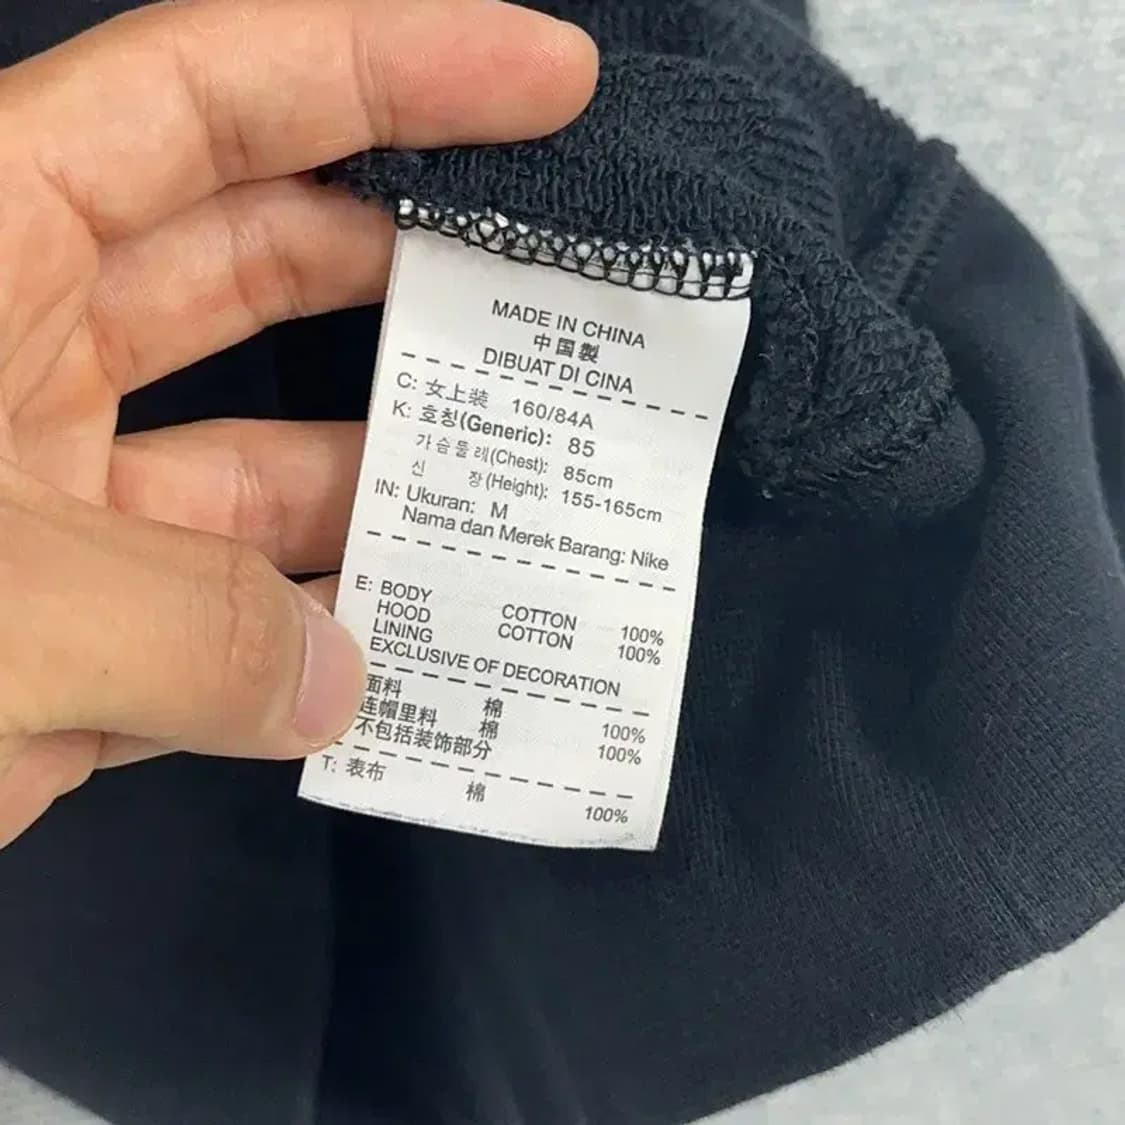 MADE IN CHINA
中国製
DIBUAT DI CINA
C: 女上装 160/84A
K: 호칭(Generic): 85
가슴둘레(Chest): 85cm
신 장(Height): 155-165cm
IN: Ukuran: M
Nama dan Merek Barang: Nike
E: BODY COTTON 100%
HOOD LINING COTTON 100%
EXCLUSIVE OF DECORATION
面料 棉 100%
连帽里料 棉 100%
不包括装饰部分
T: 表布 棉 100%